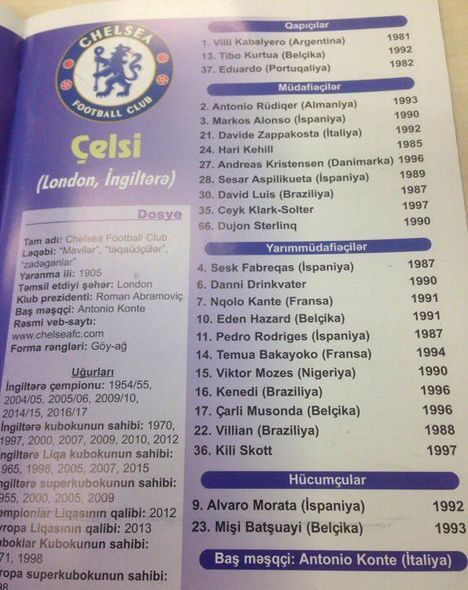 CHELSEA
FOOTBALL CLUB
Çelsi
(London, İngiltərə)
Dosye
Tam adı: Chelsea Football Club
Ləqəbi: "Mavilər", "təqaüdçülər",
"zadəganlar"
Yaranma ili: 1905
Təmsil etdiyi şəhər: London
Klub prezidenti: Roman Abramoviç
Baş məşqçi: Antonio Konte
Rəsmi veb-saytı:
www.chelseafc.com
Forma rəngləri: Göy-ağ
Uğurları
İngiltərə çempionu: 1954/55,
2004/05, 2005/06, 2009/10,
2014/15, 2016/17
İngiltərə kubokunun sahibi: 1970,
1997, 2000, 2007, 2009, 2010, 2012
İngiltərə Liqa kubokunun sahibi:
1965, 1998, 2005, 2007, 2015
İngiltərə superkubokunun sahibi:
955, 2000, 2005, 2009
empionlar Liqasının qalibi: 2012
vropa Liqasının qalibi: 2013
uboklar Kubokunun sahibi:
71, 1998
ropa superkubokunun sahibi:
98
Qapıçılar
1. Villi Kabalyero (Argentina) 1981
13. Tibo Kurtua (Belçika) 1992
37. Eduardo (Portuqaliya) 1982
Müdafiəçilər
2. Antonio Rüdiqer (Almaniya) 1993
3. Markos Alonso (İspaniya) 1990
21. Davide Zappakosta (İtaliya) 1992
24. Hari Kehill 1985
27. Andreas Kristensen (Danimarka) 1996
28. Sesar Aspilikueta (İspaniya) 1989
30. David Luis (Braziliya) 1987
35. Ceyk Klark-Solter 1997
66. Dujon Sterlinq 1990
Yarımmüdafiəçilər
4. Sesk Fabreqas (İspaniya) 1987
6. Danni Drinkvater 1990
7. Nqolo Kante (Fransa) 1991
10. Eden Hazard (Belçika) 1991
11. Pedro Rodriges (İspaniya) 1987
14. Temua Bakayoko (Fransa) 1994
15. Viktor Mozes (Nigeriya) 1990
16. Kenedi (Braziliya) 1996
17. Çarli Musonda (Belçika) 1996
22. Villian (Braziliya) 1988
36. Kili Skott 1997
Hücumçular
9. Alvaro Morata (İspaniya) 1992
23. Mişi Batşuayi (Belçika) 1993
Baş məşqçi: Antonio Konte (İtaliya)